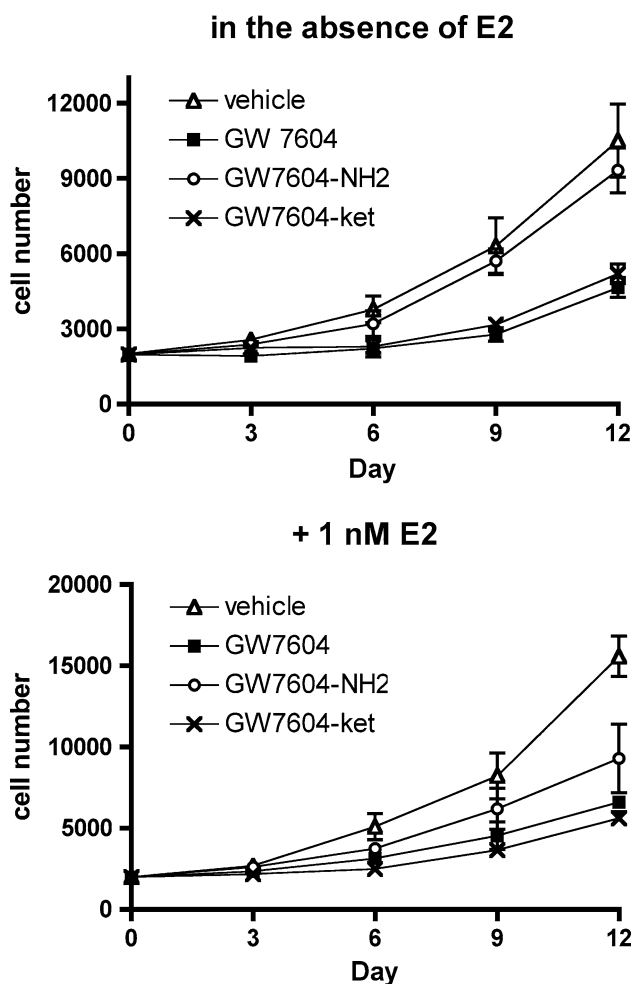 in the absence of E2
12000
9000
6000
3000
0
cell number
vehicle
GW 7604
GW7604-NH2
GW7604-ket
0 3 6 9 12
Day
+ 1 nM E2
20000
15000
10000
5000
0
cell number
vehicle
GW7604
GW7604-NH2
GW7604-ket
0 3 6 9 12
Day